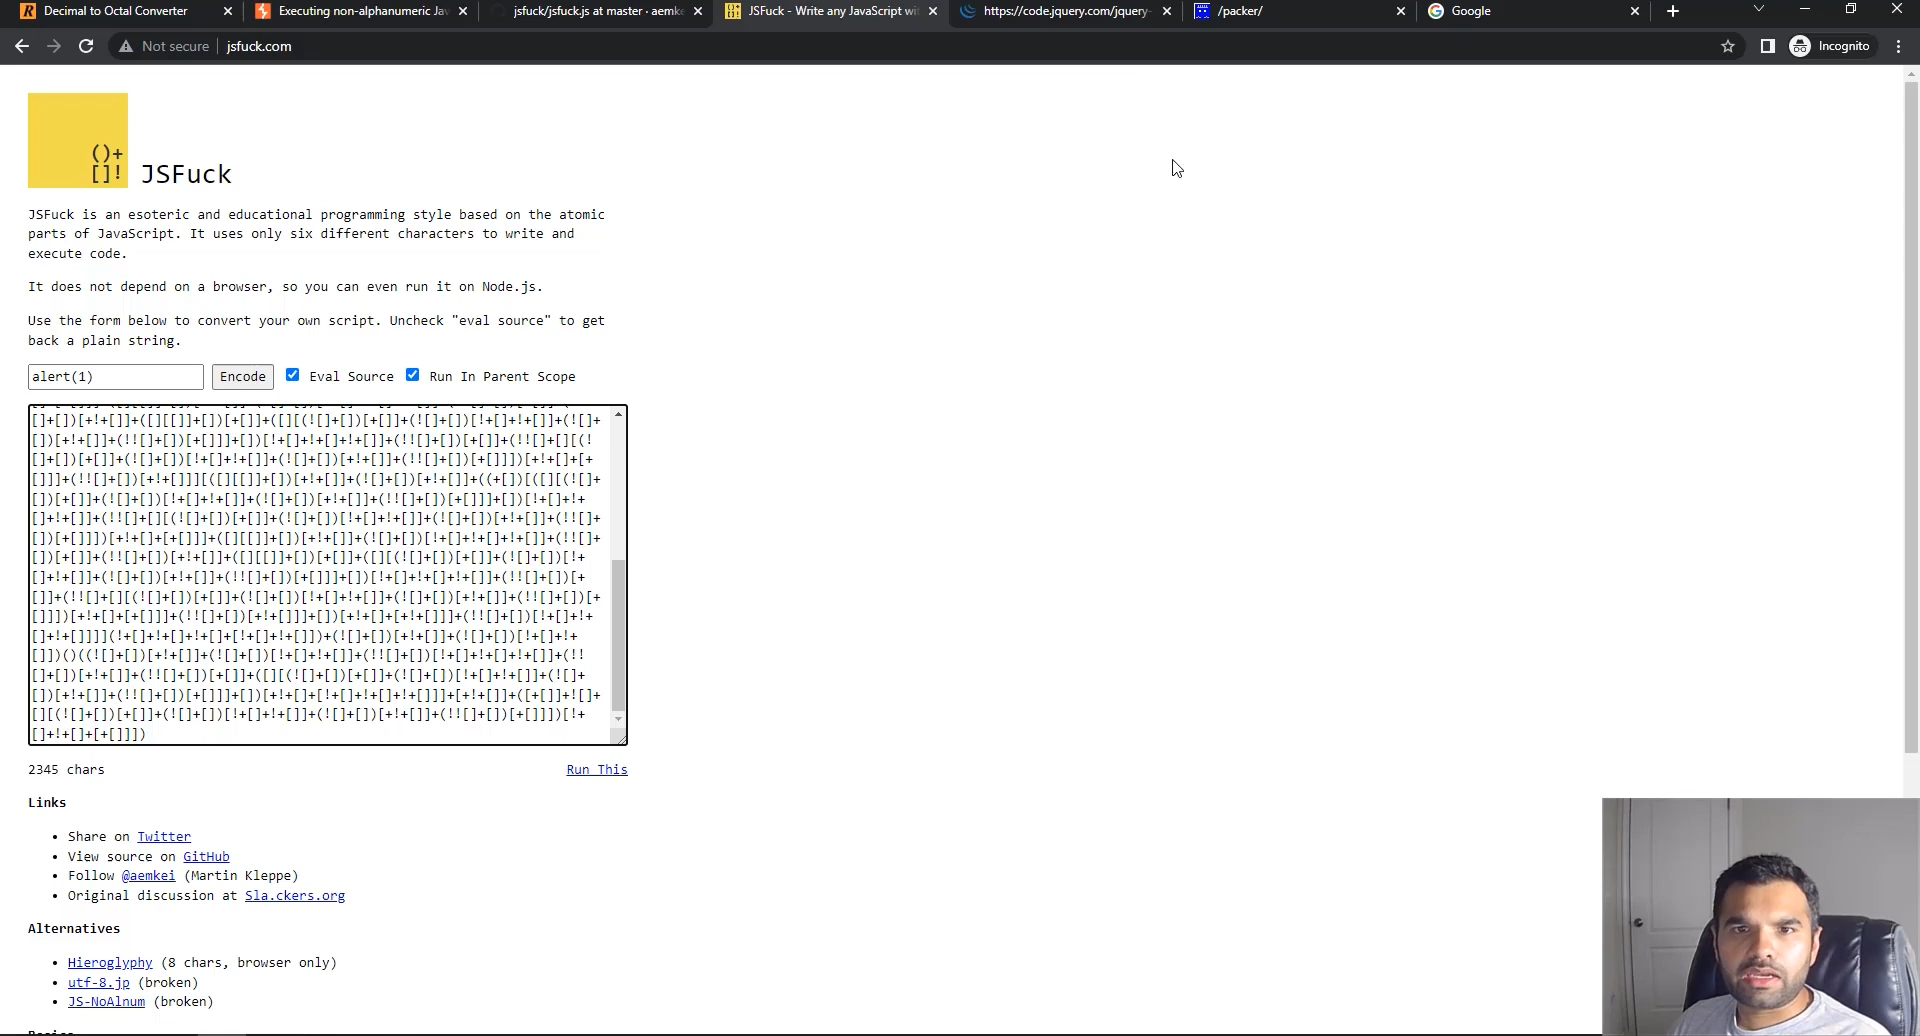 Decimal to Octal Converter
Executing non-alphanumeric Jav
jsfuck/jsfuck.js at master · aemke
JSFuck - Write any JavaScript wit
https://code.jquery.com/jquery-
/packer/
Google
Not secure
jsfuck.com
Incognito
()+
[]!
JSFuck
JSFuck is an esoteric and educational programming style based on the atomic
parts of JavaScript. It uses only six different characters to write and
execute code.
It does not depend on a browser, so you can even run it on Node.js.
Use the form below to convert your own script. Uncheck "eval source" to get
back a plain string.
alert(1)
Encode
Eval Source
Run In Parent Scope
[]+[])[+!+[]]+([][[]]+[])[+[]]+([][(![]+[])[+[]]+(![]+[])[!+[]+!+[]]+(![]+
[])[+!+[]]+(!![]+[])[+[]]]+[])[!+[]+!+[]+!+[]]+(!![]+[])[+[]]+(!![]+[][(!
[]+[])[+[]]+(![]+[])[!+[]+!+[]]+(![]+[])[+!+[]]+(!![]+[])[+[]]])[+!+[]+[+
[]]]+(!![]+[])[+!+[]]][([][[]]+[])[+!+[]]+(![]+[])[+!+[]]+((+[])[([][(![]+
[])[+[]]+(![]+[])[!+[]+!+[]]+(![]+[])[+!+[]]+(!![]+[])[+[]]]+[])[!+[]+!+
[]+!+[]]+(!![]+[][(![]+[])[+[]]+(![]+[])[!+[]+!+[]]+(![]+[])[+!+[]]+(!![]+
[])[+[]]])[+!+[]+[+[]]]+([][[]]+[])[+!+[]]+(![]+[])[!+[]+!+[]+!+[]]+(!![]+
[])[+[]]+(!![]+[])[+!+[]]+([][[]]+[])[+[]]+([][(![]+[])[+[]]+(![]+[])[!+
[]+!+[]]+(![]+[])[+!+[]]+(!![]+[])[+[]]]+[])[!+[]+!+[]+!+[]]+(!![]+[])[+
[]]+(!![]+[][(![]+[])[+[]]+(![]+[])[!+[]+!+[]]+(![]+[])[+!+[]]+(!![]+[])[+
[]]])[+!+[]+[+[]]]+(!![]+[])[+!+[]]]+[])[+!+[]+[+!+[]]]+(!![]+[])[!+[]+!+
[]+!+[]]]](!+[]+!+[]+!+[]+[!+[]+!+[]])+(![]+[])[+!+[]]+(![]+[])[!+[]+!+
[]])()((![]+[])[+!+[]]+(![]+[])[!+[]+!+[]]+(!![]+[])[!+[]+!+[]+!+[]]+(!!
[]+[])[+!+[]]+(!![]+[])[+[]]+([][(![]+[])[+[]]+(![]+[])[!+[]+!+[]]+(![]+
[])[+!+[]]+(!![]+[])[+[]]]+[])[+!+[]+[!+[]+!+[]+!+[]]]+[+!+[]]+([+[]]+![]+
[][(![]+[])[+[]]+(![]+[])[!+[]+!+[]]+(![]+[])[+!+[]]+(!![]+[])[+[]]])[!+
[]+!+[]+[+[]]])
2345 chars
Run This
Links
• Share on Twitter
• View source on GitHub
• Follow @aemkei (Martin Kleppe)
• Original discussion at Sla.ckers.org
Alternatives
• Hieroglyphy (8 chars, browser only)
• utf-8.jp (broken)
• JS-NoAlnum (broken)